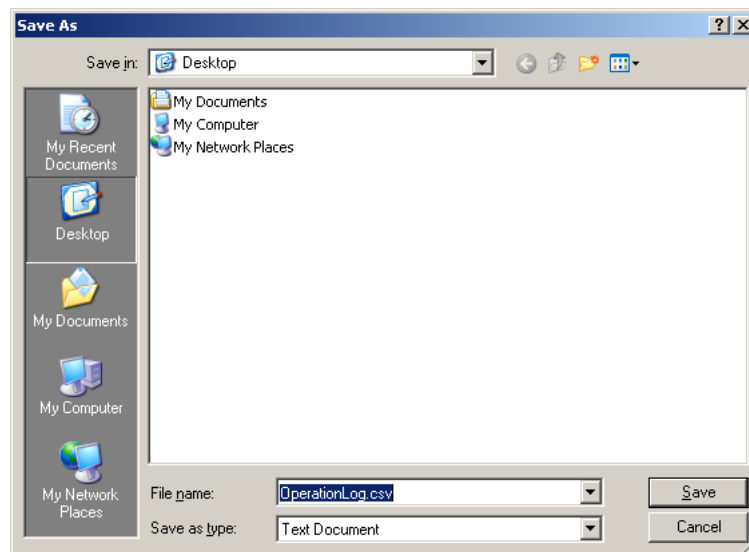 Save As
Save in: Desktop
My Recent
Documents
Desktop
My Documents
My Computer
My Network
Places
My Documents
My Computer
My Network Places
File name: OperationLog.csv Save
Save as type: Text Document Cancel